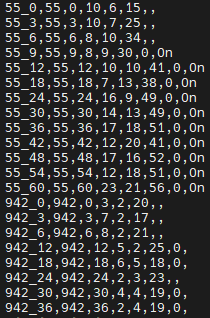 55_0,55,0,10,6,15,,
55_3,55,3,10,7,25,,
55_6,55,6,8,10,34,,
55_9,55,9,8,9,30,0,0n
55_12,55,12,10,10,41,0,0n
55_18,55,18,7,13,38,0,0n
55_24,55,24,16,9,49,0,0n
55_30,55,30,14,13,49,0,0n
55_36,55,36,17,18,51,0,0n
55_42,55,42,12,20,41,0,0n
55_48,55,48,17,16,52,0,0n
55_54,55,54,12,18,51,0,0n
55_60,55,60,23,21,56,0,0n
942_0,942,0,3,2,20,,
942_3,942,3,7,2,17,,
942_6,942,6,8,2,21,,
942_12,942,12,5,2,25,0,
942_18,942,18,6,5,18,0,
942_24,942,24,2,3,23,,
942_30,942,30,4,4,19,0,
942_36,942,36,2,4,19,0,